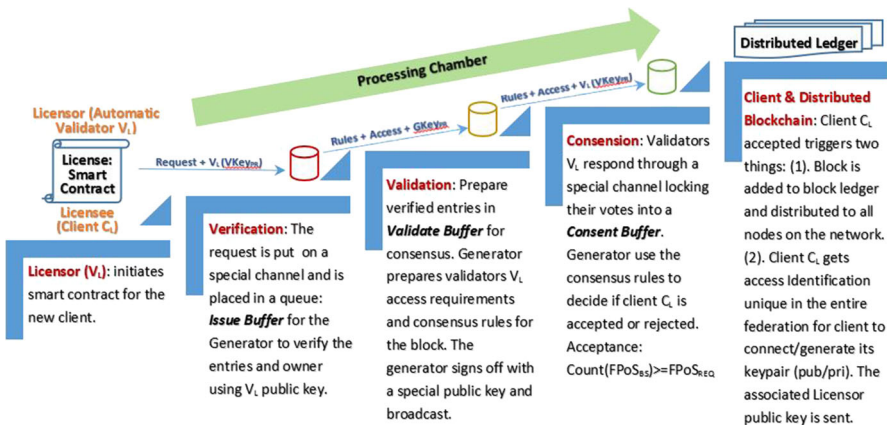 Processing Chamber
Distributed Ledger
Licensor (Automatic
Validator VL)
License:
Smart
Contract
Licensee
(Client CL)
Request + VL(VKeyPR)
Rules + Access + GKeyPR
Rules + Access + VL(VKeyPR)
Licensor (VL): initiates
smart contract for the
new client.
Verification: The
request is put on a
special channel and is
placed in a queue:
Issue Buffer for the
Generator to verify the
entries and owner
using VL public key.
Validation: Prepare
verified entries in
Validate Buffer for
consensus. Generator
prepares validators VL
access requirements
and consensus rules for
the block. The
generator signs off with
a special public key and
broadcast.
Consension: Validators
VL respond through a
special channel locking
their votes into a
Consent Buffer.
Generator use the
consensus rules to
decide if client CL is
accepted or rejected.
Acceptance:
Count(FPoSBS)>=FPoSREQ
Client & Distributed
Blockchain: Client CL
accepted triggers two
things: (1). Block is
added to block ledger
and distributed to all
nodes on the network.
(2). Client CL gets
access Identification
unique in the entire
federation for client to
connect/generate its
keypair (pub/pri). The
associated Licensor
public key is sent.